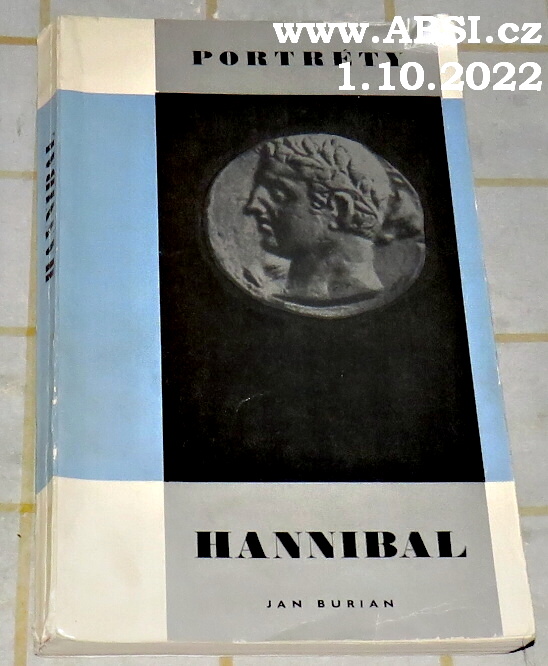 www.ABSI.cz
PORTRÉTY
1.10.2022
HANNIBAL
HANNIBAL
JAN BURIAN